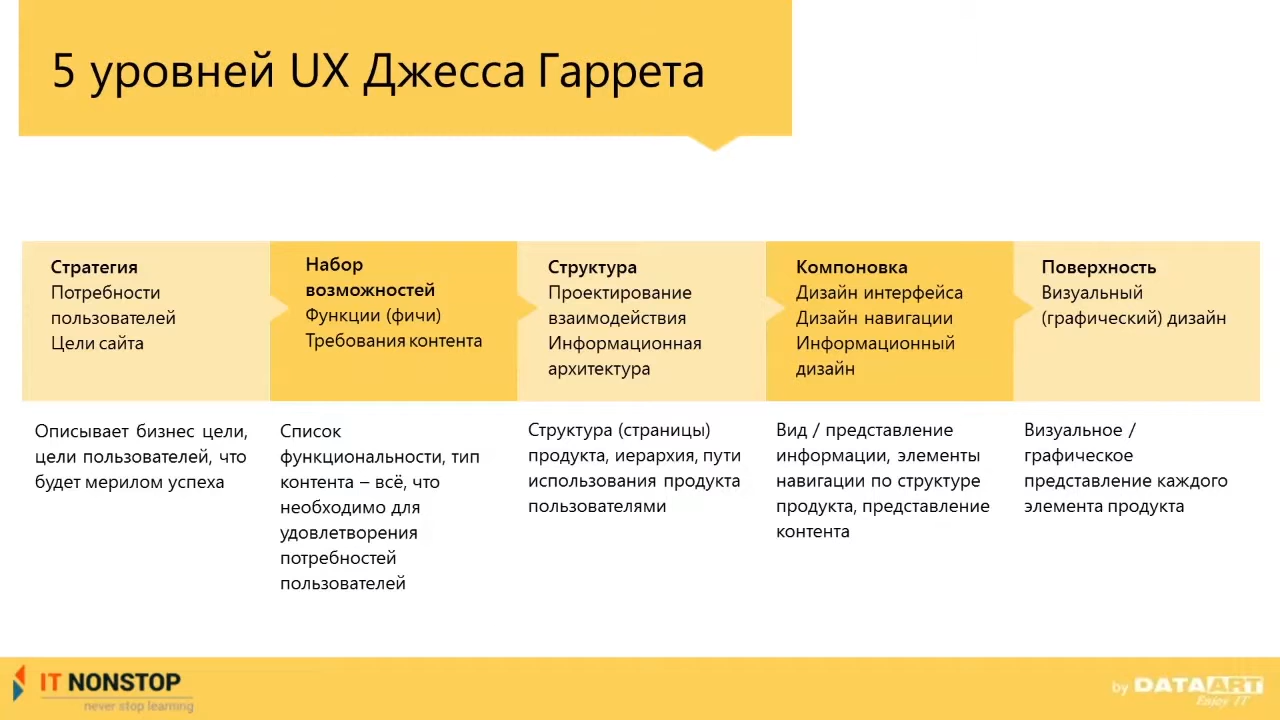 5 уровней UX Джесса Гаррета
Стратегия
Потребности
пользователей
Цели сайта
Набор
возможностей
Функции (фичи)
Требования контента
Структура
Проектирование
взаимодействия
Информационная
архитектура
Компоновка
Дизайн интерфейса
Дизайн навигации
Информационный
дизайн
Поверхность
Визуальный
(графический) дизайн
Описывает бизнес цели,
цели пользователей, что
будет мерилом успеха
Список
функциональности, тип
контента – всё, что
необходимо для
удовлетворения
потребностей
пользователей
Структура (страницы)
продукта, иерархия, пути
использования продукта
пользователями
Вид / представление
информации, элементы
навигации по структуре
продукта, представление
контента
Визуальное /
графическое
представление каждого
элемента продукта
IT NONSTOP
never stop learning
by DATAART
Enjoy IT